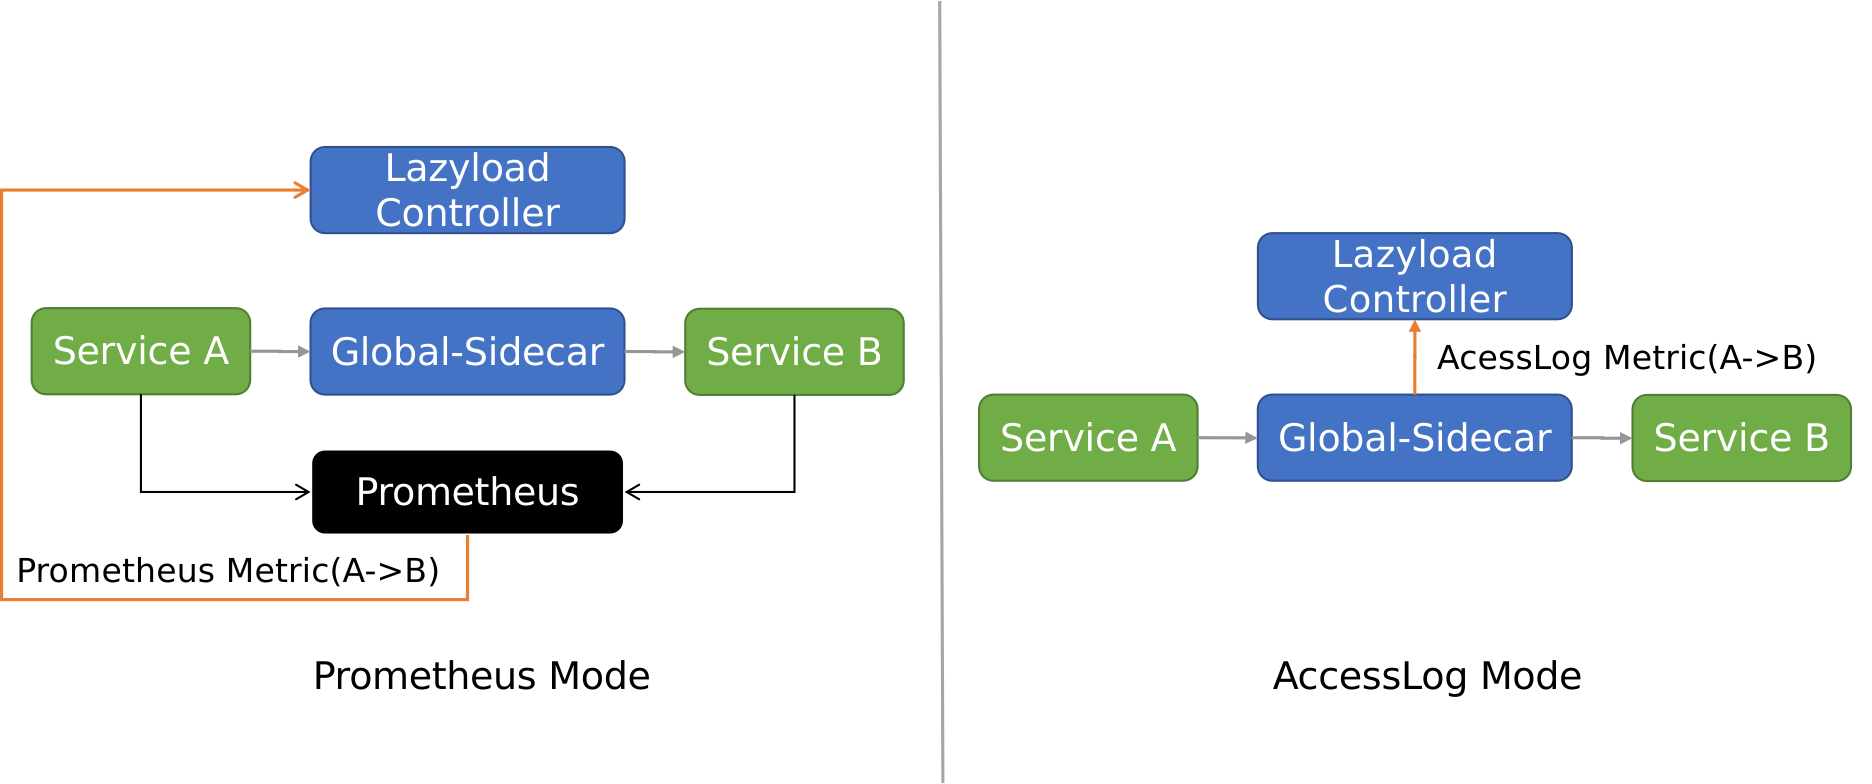 Lazyload
Controller
Service A
Global-Sidecar
Service B
Prometheus
Prometheus Metric(A->B)
Prometheus Mode
Lazyload
Controller
AcessLog Metric(A->B)
Service A
Global-Sidecar
Service B
AccessLog Mode